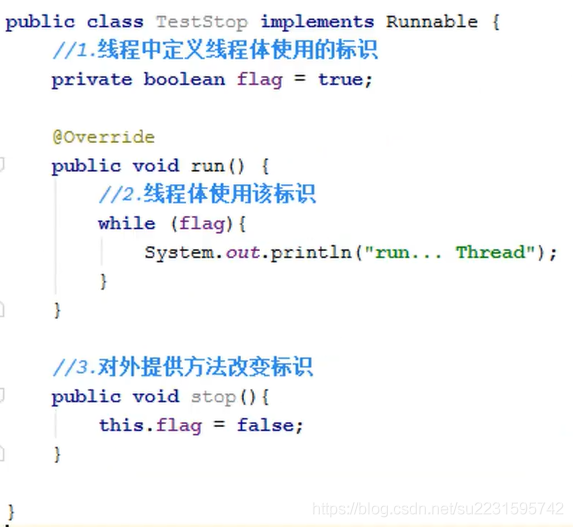 public class TestStop implements Runnable {
//1.线程中定义线程体使用的标识
private boolean flag = true;
@Override
public void run() {
//2.线程体使用该标识
while (flag){
System.out.println("run... Thread");
}
}
//3.对外提供方法改变标识
public void stop(){
this.flag = false;
}
}
https://blog.csdn.net/su2231595742